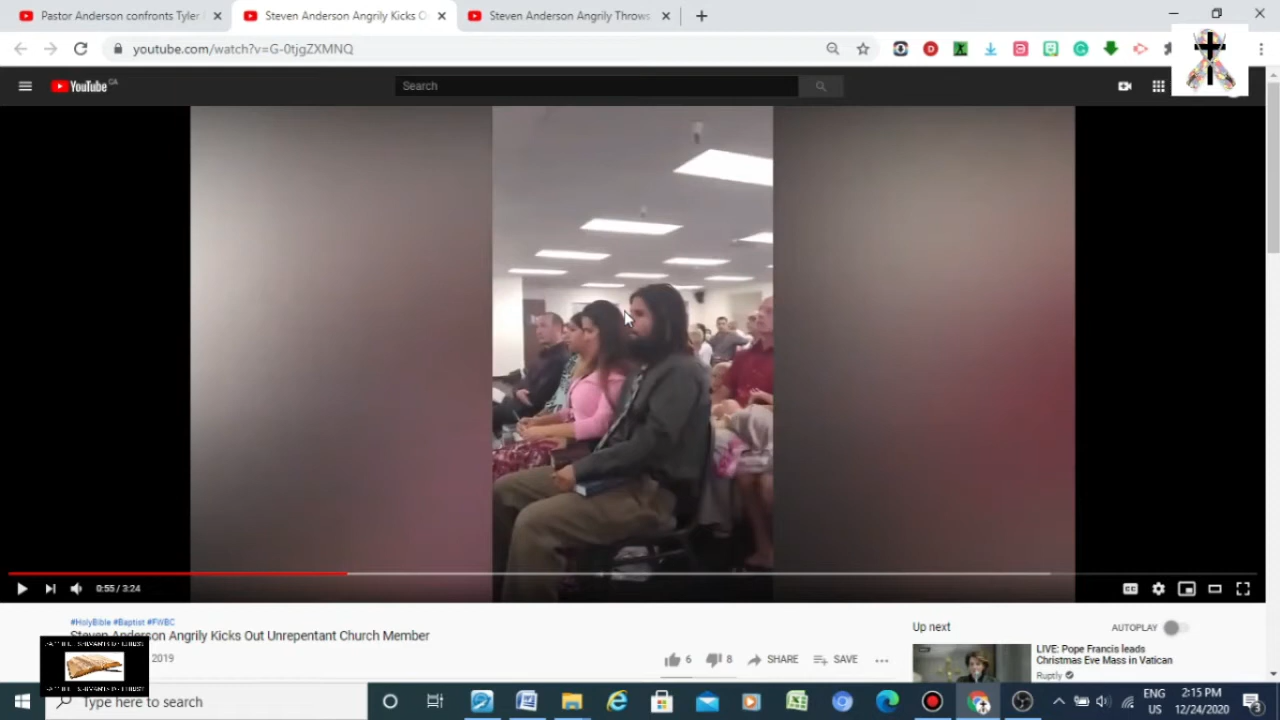 Pastor Anderson confronts Tyler
Steven Anderson Angrily Kicks O
Steven Anderson Angrily Throws
youtube.com/watch?v=G-0tjgZXMNQ
YouTube CA
Search
0:55 / 3:24
CC
#HolyBible #Baptist #FWBC
Steven Anderson Angrily Kicks Out Unrepentant Church Member
2019
6
8
SHARE
SAVE
Up next
AUTOPLAY
LIVE: Pope Francis leads
Christmas Eve Mass in Vatican
Ruptly
Type here to search
ENG
US
2:15 PM
12/24/2020
3